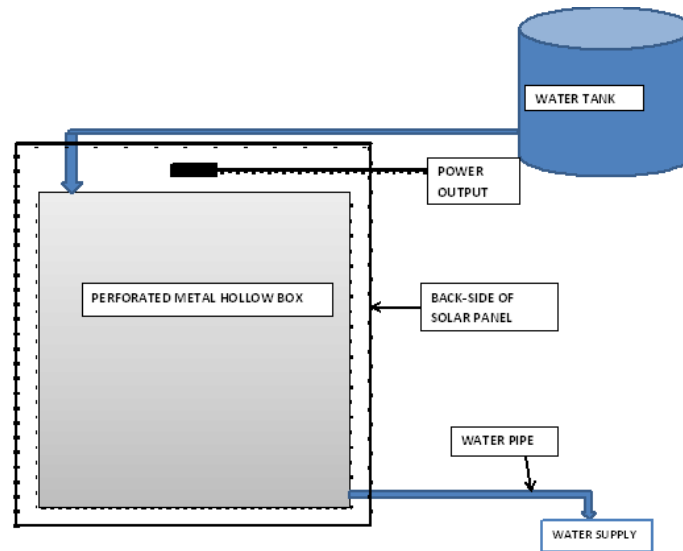 WATER TANK
POWER
OUTPUT
PERFORATED METAL HOLLOW BOX
BACK-SIDE OF
SOLAR PANEL
WATER PIPE
WATER SUPPLY